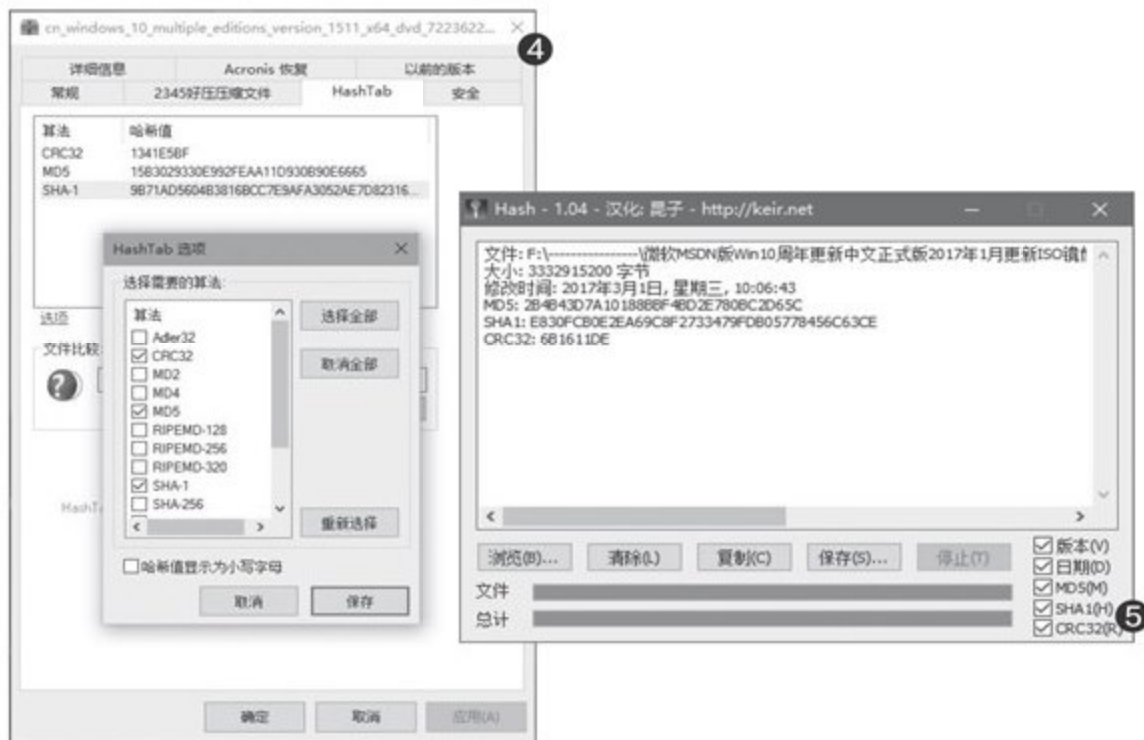 cn_windows_10_multiple_editions_version_1511_x64_dvd_7223622...
④
详细信息 Acronis 恢复 以前的版本
常规 2345好压压缩文件 HashTab 安全
算法 哈希值
CRC32 1341E5BF
MD5 15B3029330E992FEAA11D930B90E6665
SHA-1 9B71AD5604B3816BCC7E9AFA3052AE7D82316...
选项
文件比较:
HashTa
HashTab 选项
选择需要的算法:
算法
Adler32
CRC32
MD2
MD4
MD5
RIPEMD-128
RIPEMD-256
RIPEMD-320
SHA-1
SHA-256
选择全部
取消全部
重新选择
哈希值显示为小写字母
取消 保存
确定 取消 应用(A)
Hash - 1.04 - 汉化: 昆子 - http://keir.net
文件: F:\-----------------\微软MSDN版Win10周年更新中文正式版2017年1月更新ISO镜
大小: 3332915200 字节
修改时间: 2017年3月1日, 星期三, 10:06:43
MD5: 2B4B43D7A10188BBF4BD2E780BC2D65C
SHA1: E830FCB0E2EA69C8F2733479FDB05778456C63CE
CRC32: 6B1611DE
浏览(B)... 清除(L) 复制(C) 保存(S)... 停止(T)
文件
总计
版本(V)
日期(D)
MD5(M)
SHA1(H)
CRC32(R)
⑤